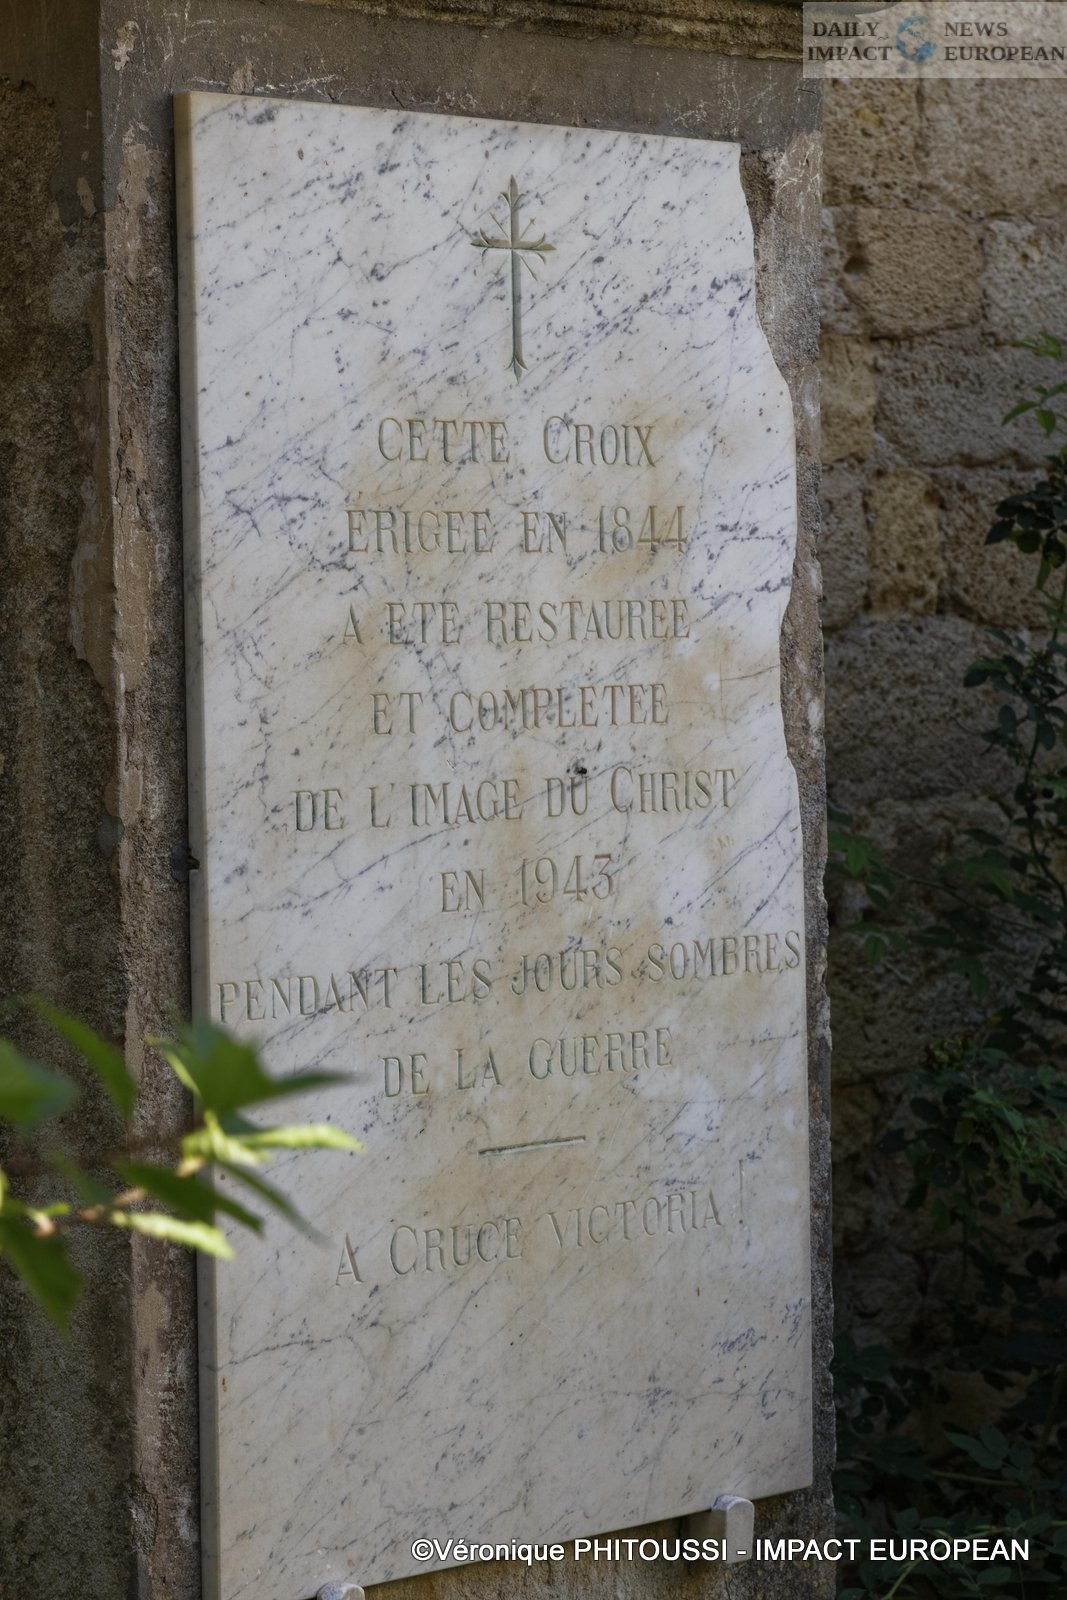 DAILY NEWS
IMPACT EUROPEAN
CETTE CROIX
ÉRIGEE EN 1844
A ETE RESTAUREE
ET COMPLETEE
DE L'IMAGE DU CHRIST
EN 1943
PENDANT LES JOURS SOMBRES
DE LA GUERRE
A CRUCE VICTORIA !
©Véronique PHITOUSSI - IMPACT EUROPEAN